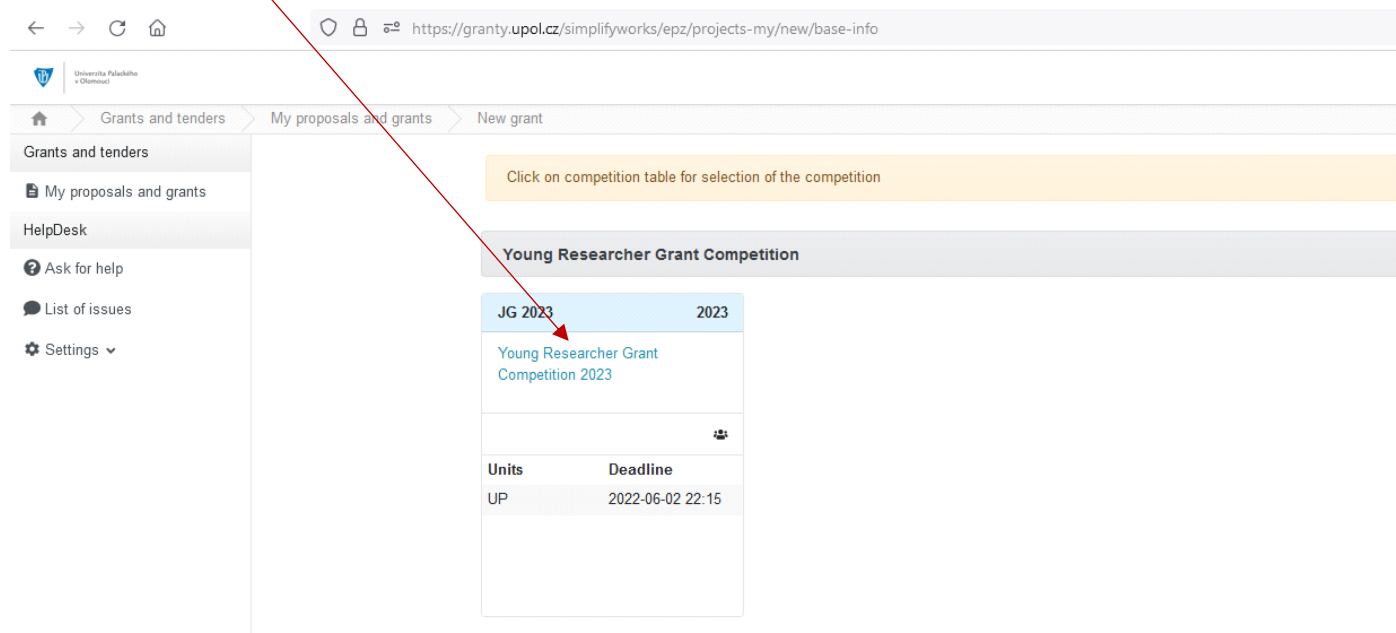 https://granty.upol.cz/simplifyworks/epz/projects-my/new/base-info
Univerzita Palackého
v Olomouci
Grants and tenders
My proposals and grants
New grant
Grants and tenders
My proposals and grants
HelpDesk
Ask for help
List of issues
Settings
Click on competition table for selection of the competition
Young Researcher Grant Competition
JG 2023 2023
Young Researcher Grant
Competition 2023
Units Deadline
UP 2022-06-02 22:15